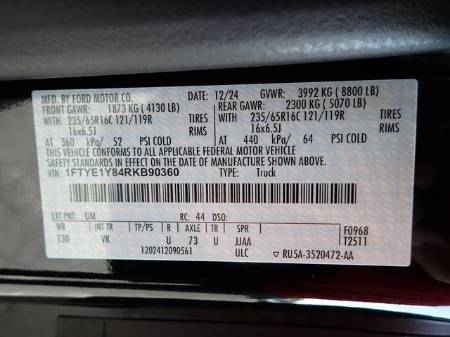 MFD. BY FORD MOTOR CO. 12/24 GVWR: 3992 KG ( 8800 LB)
FRONT GAWR: 1873 KG ( 4130 LB) REAR GAWR: 2300 KG ( 5070 LB)
WITH 235/65R16C 121/119R TIRES WITH 235/65R16C 121/119R TIRES
16x6.5J RIMS 16x6.5J RIMS
AT 360 kPa/ 52 PSI COLD AT 440 kPa/ 64 PSI COLD
THIS VEHICLE CONFORMS TO ALL APPLICABLE FEDERAL MOTOR VEHICLE
SAFETY STANDARDS IN EFFECT ON THE DATE OF MANUFACTURE SHOWN ABOVE.
VIN: 1FTYE1Y84RKB90360 TYPE: Truck
EXT PNT: UM RC: 44 DSO: F0968
WB INT TR TP/PS R AXLE TR SPR T2511
130 VK U 73 U JJAA
1202412090561 ULC RU5A-3520472-AA